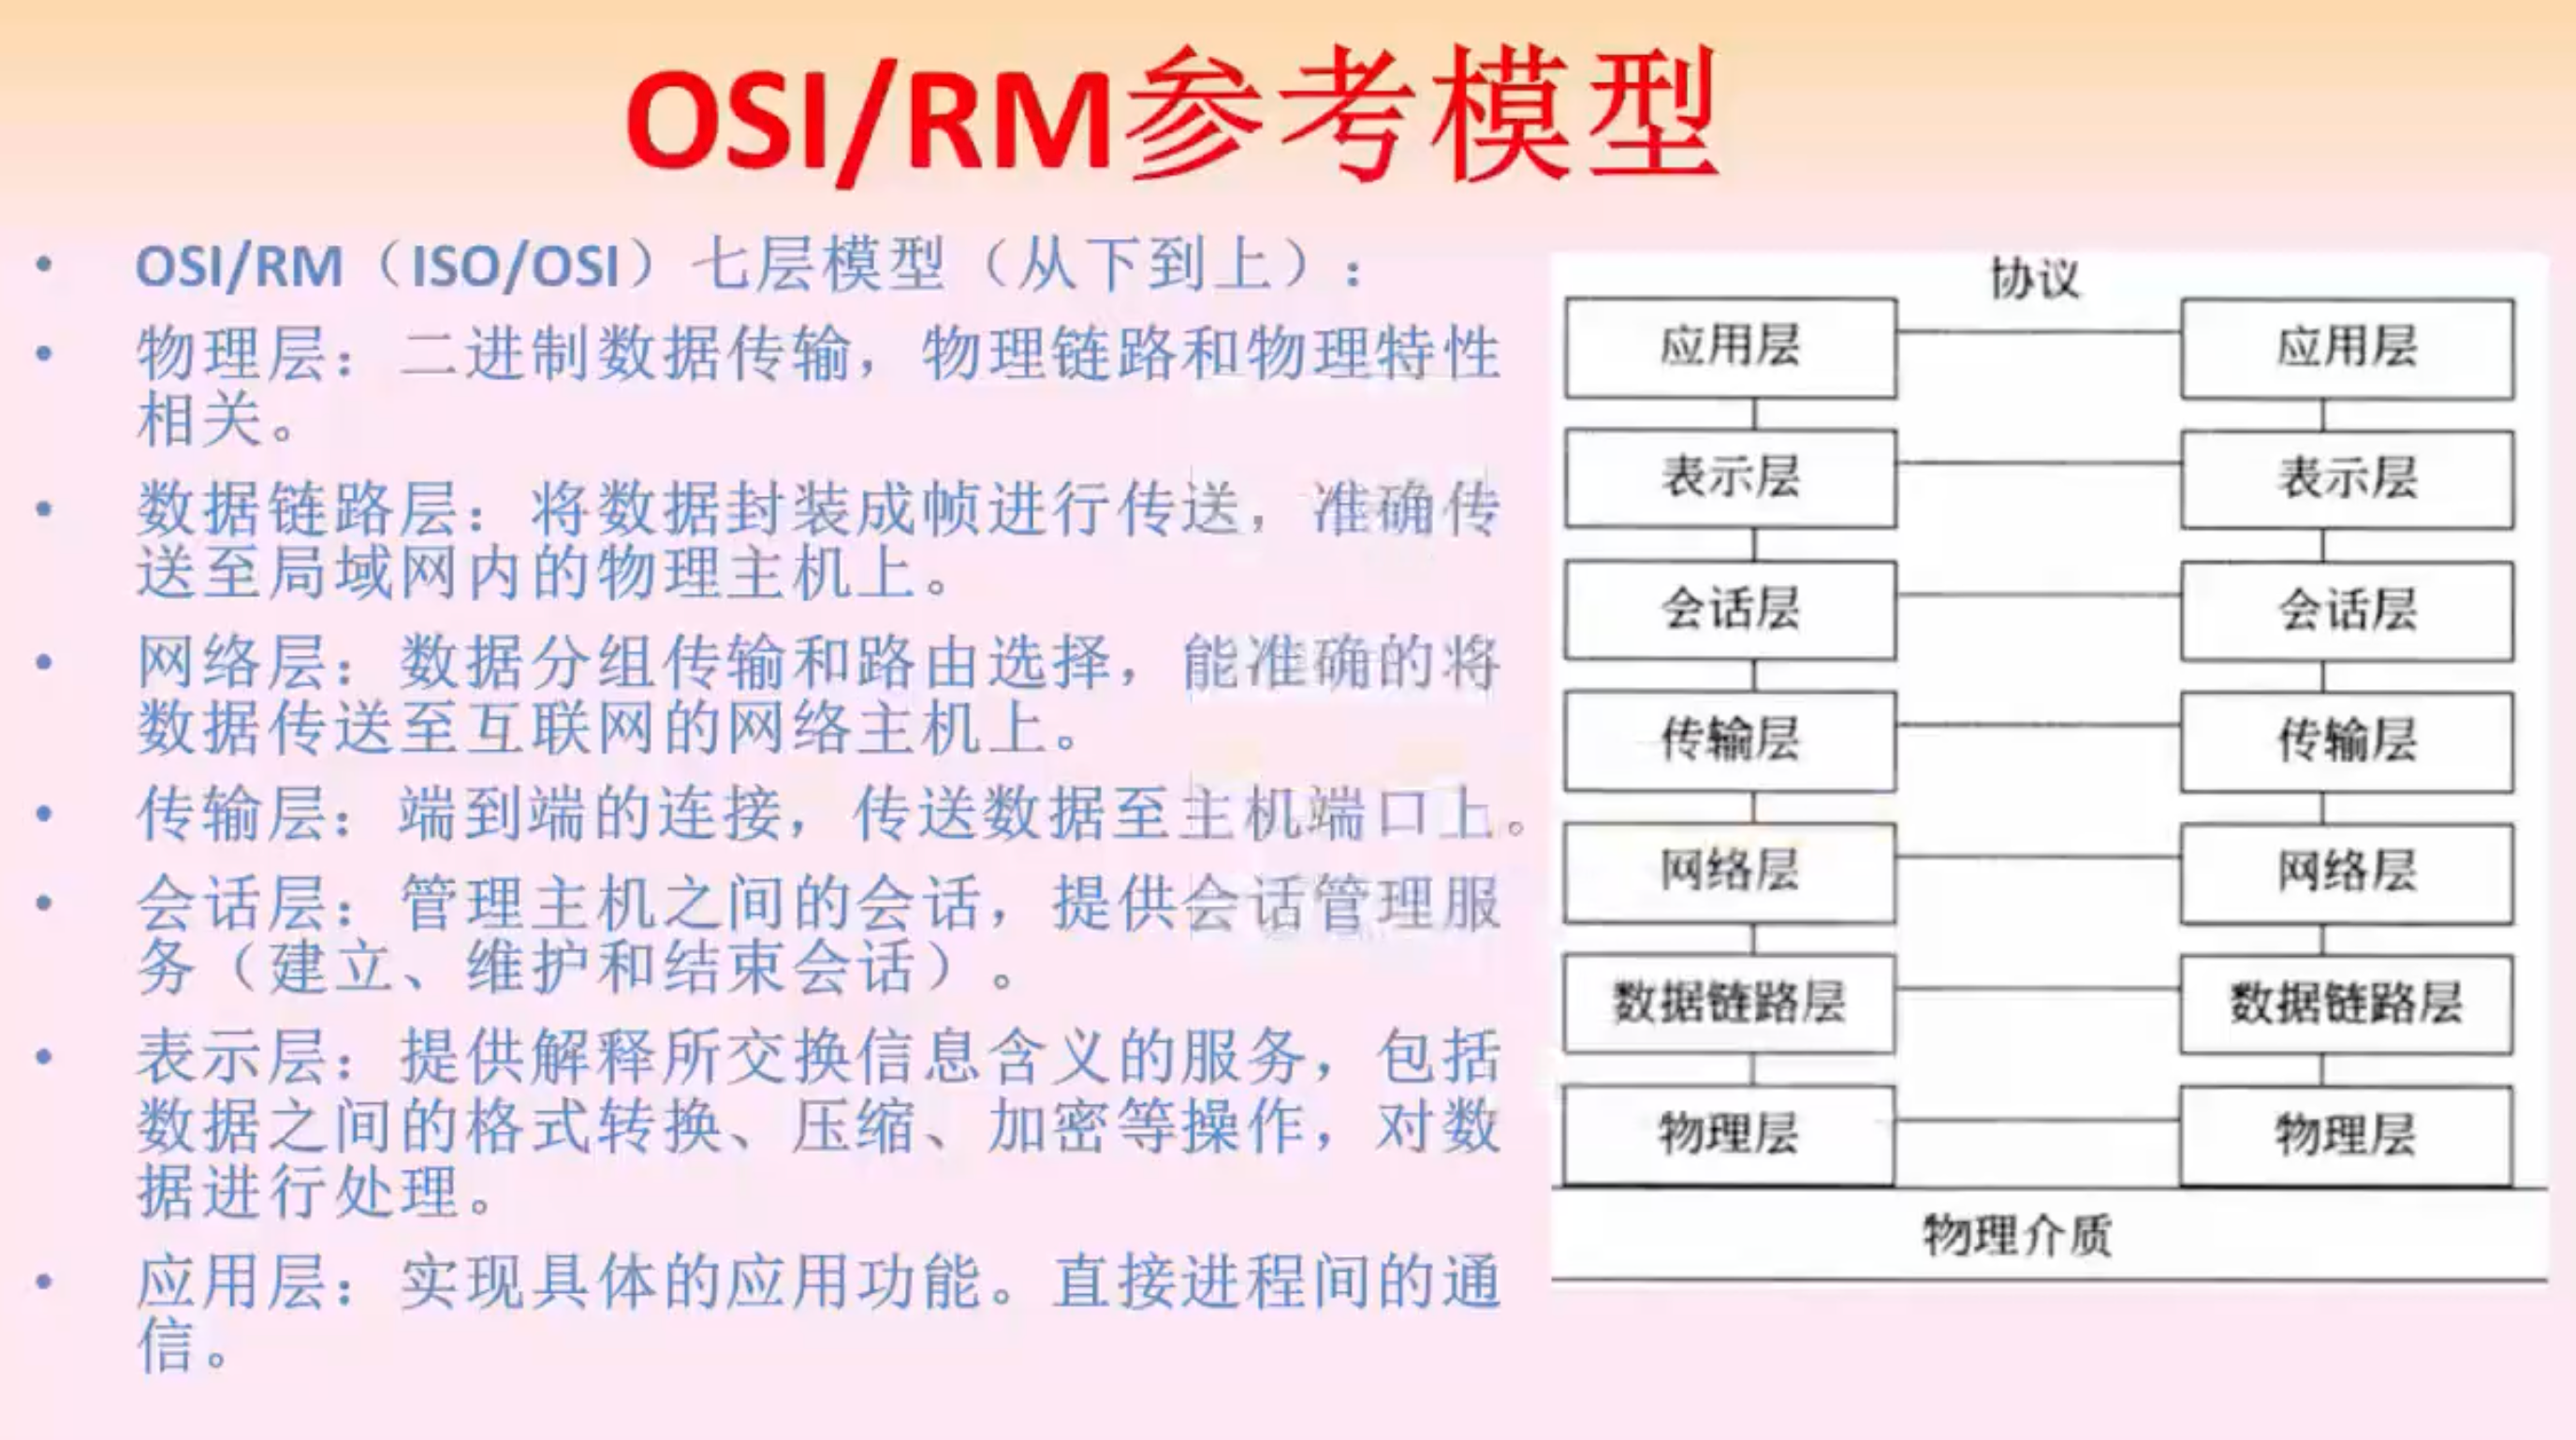 OSI/RM参考模型
• OSI/RM（ISO/OSI）七层模型（从下到上）：
• 物理层：二进制数据传输，物理链路和物理特性
相关。
• 数据链路层：将数据封装成帧进行传送，准确传
送至局域网内的物理主机上。
• 网络层：数据分组传输和路由选择，能准确的将
数据传送至互联网的网络主机上。
• 传输层：端到端的连接，传送数据至主机端口上。
• 会话层：管理主机之间的会话，提供会话管理服
务（建立、维护和结束会话）。
• 表示层：提供解释所交换信息含义的服务，包括
数据之间的格式转换、压缩、加密等操作，对数
据进行处理。
• 应用层：实现具体的应用功能。直接进程间的通
信。
协议
应用层 应用层
表示层 表示层
会话层 会话层
传输层 传输层
网络层 网络层
数据链路层 数据链路层
物理层 物理层
物理介质